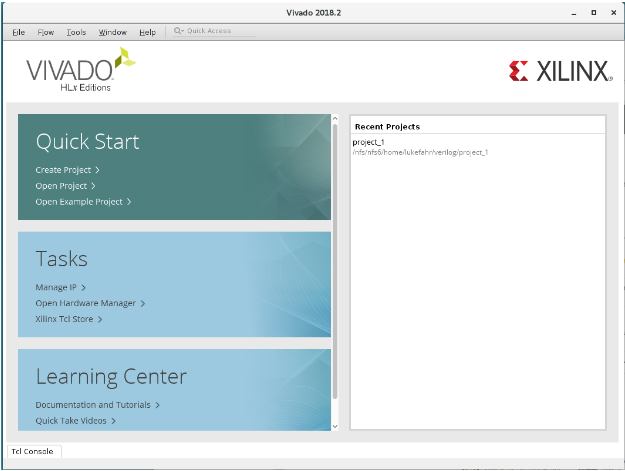 Vivado 2018.2
File Flow Tools Window Help Quick Access
VIVADO
HLx Editions
XILINX
Quick Start
Create Project >
Open Project >
Open Example Project >
Tasks
Manage IP >
Open Hardware Manager >
Xilinx Tcl Store >
Learning Center
Documentation and Tutorials >
Quick Take Videos >
Recent Projects
project_1
/nfs/nfs6/home/lukefahr/verilog/project_1
Tcl Console